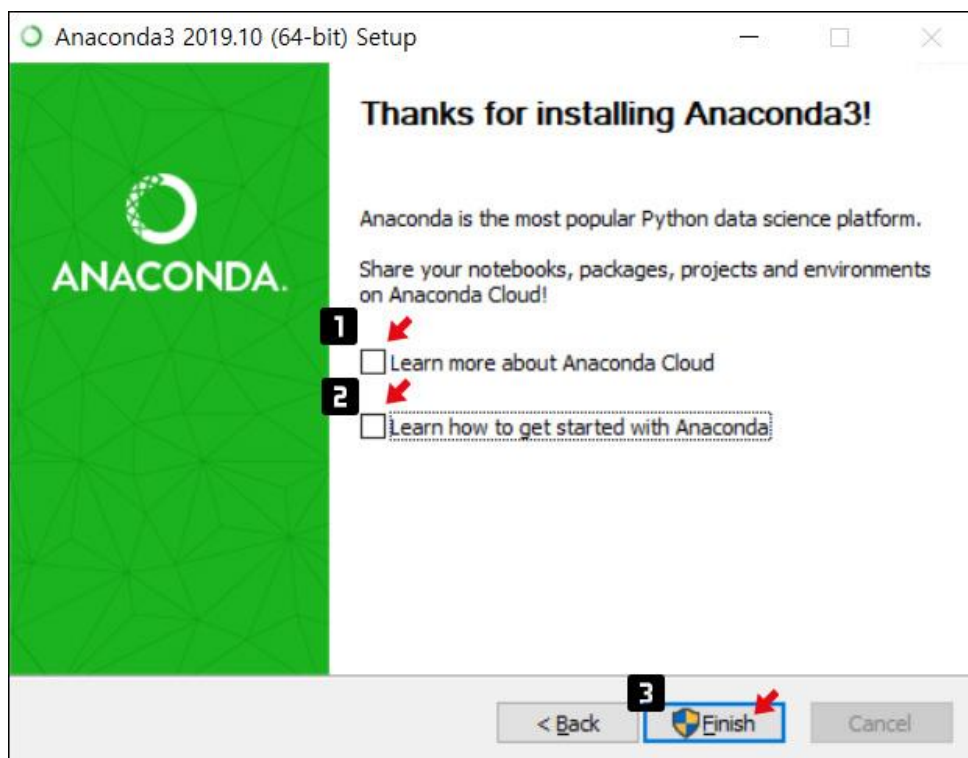 Anaconda3 2019.10 (64-bit) Setup
Thanks for installing Anaconda3!
ANACONDA.
Anaconda is the most popular Python data science platform.
Share your notebooks, packages, projects and environments
on Anaconda Cloud!
1
Learn more about Anaconda Cloud
2
Learn how to get started with Anaconda
3
< Back
Finish
Cancel